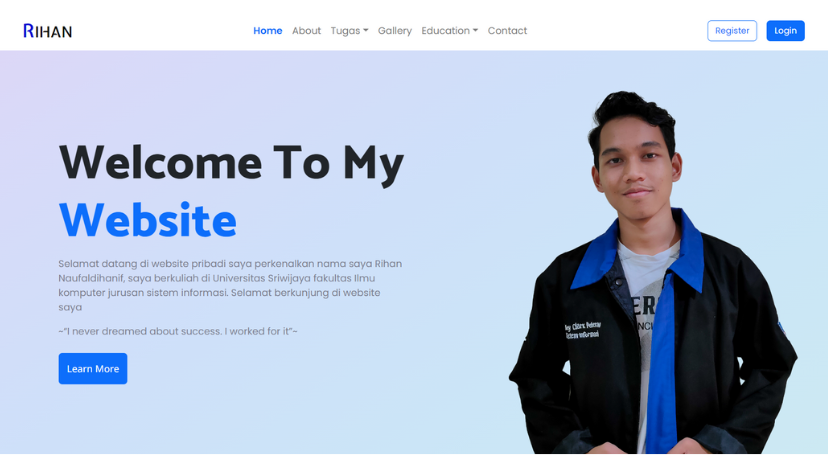 RIHAN
Home About Tugas Gallery Education Contact
Register Login
Welcome To My
Website
Selamat datang di website pribadi saya perkenalkan nama saya Rihan
Naufaldihanif, saya berkuliah di Universitas Sriwijaya fakultas Ilmu
komputer jurusan sistem informasi. Selamat berkunjung di website
saya
~"I never dreamed about success. I worked for it"~
Learn More